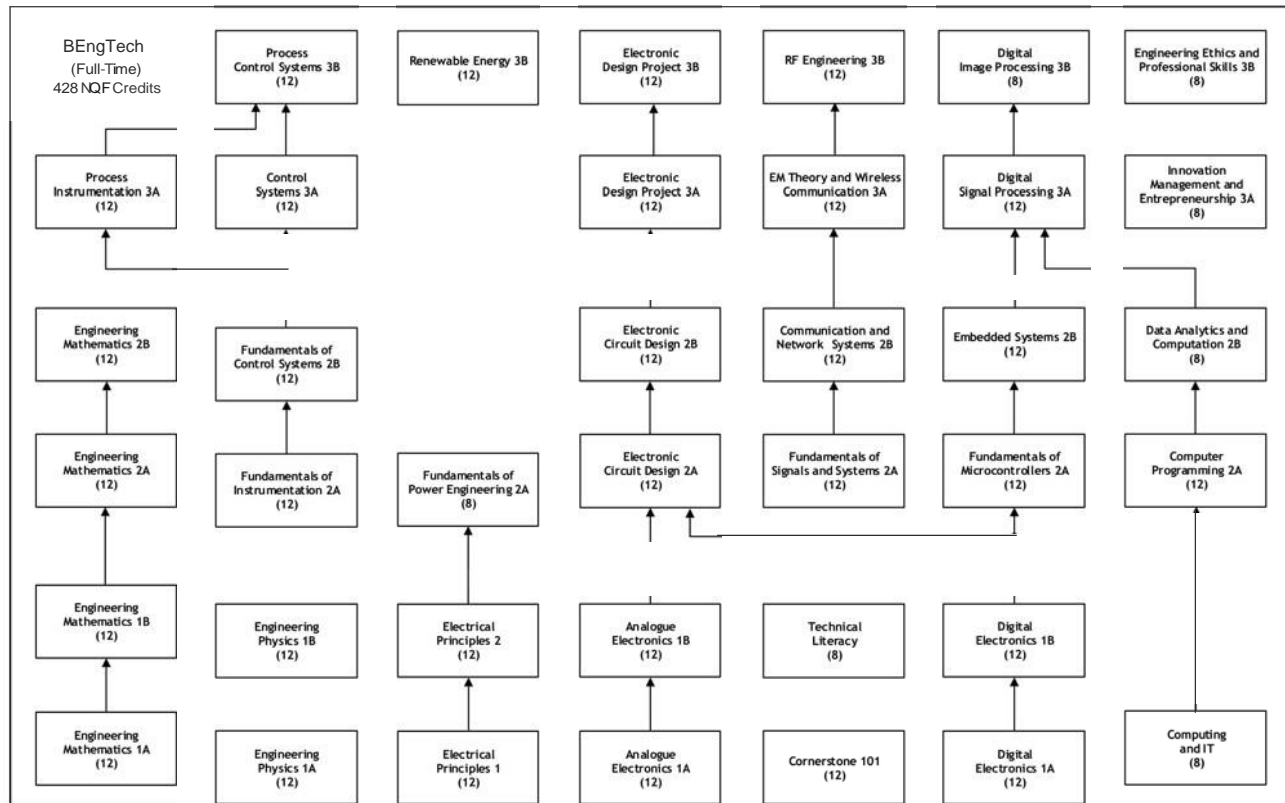 BEngTech
(Full-Time)
428 NQF Credits
Process
Control Systems 3B
(12)
Renewable Energy 3B
(12)
Electronic
Design Project 3B
(12)
RF Engineering 3B
(12)
Digital
Image Processing 3B
(8)
Engineering Ethics and
Professional Skills 3B
(8)
Process
Instrumentation 3A
(12)
Control
Systems 3A
(12)
Electronic
Design Project 3A
(12)
EM Theory and Wireless
Communication 3A
(12)
Digital
Signal Processing 3A
(12)
Innovation
Management and
Entrepreneurship 3A
(8)
Engineering
Mathematics 2B
(12)
Fundamentals of
Control Systems 2B
(12)
Electronic
Circuit Design 2B
(12)
Communication and
Network Systems 2B
(12)
Embedded Systems 2B
(12)
Data Analytics and
Computation 2B
(8)
Engineering
Mathematics 2A
(12)
Fundamentals of
Instrumentation 2A
(12)
Fundamentals of
Power Engineering 2A
(8)
Electronic
Circuit Design 2A
(12)
Fundamentals of
Signals and Systems 2A
(12)
Fundamentals of
Microcontrollers 2A
(12)
Computer
Programming 2A
(12)
Engineering
Mathematics 1B
(12)
Engineering
Physics 1B
(12)
Electrical
Principles 2
(12)
Analogue
Electronics 1B
(12)
Technical
Literacy
(8)
Digital
Electronics 1B
(12)
Engineering
Mathematics 1A
(12)
Engineering
Physics 1A
(12)
Electrical
Principles 1
(12)
Analogue
Electronics 1A
(12)
Cornerstone 101
(12)
Digital
Electronics 1A
(12)
Computing
and IT
(8)